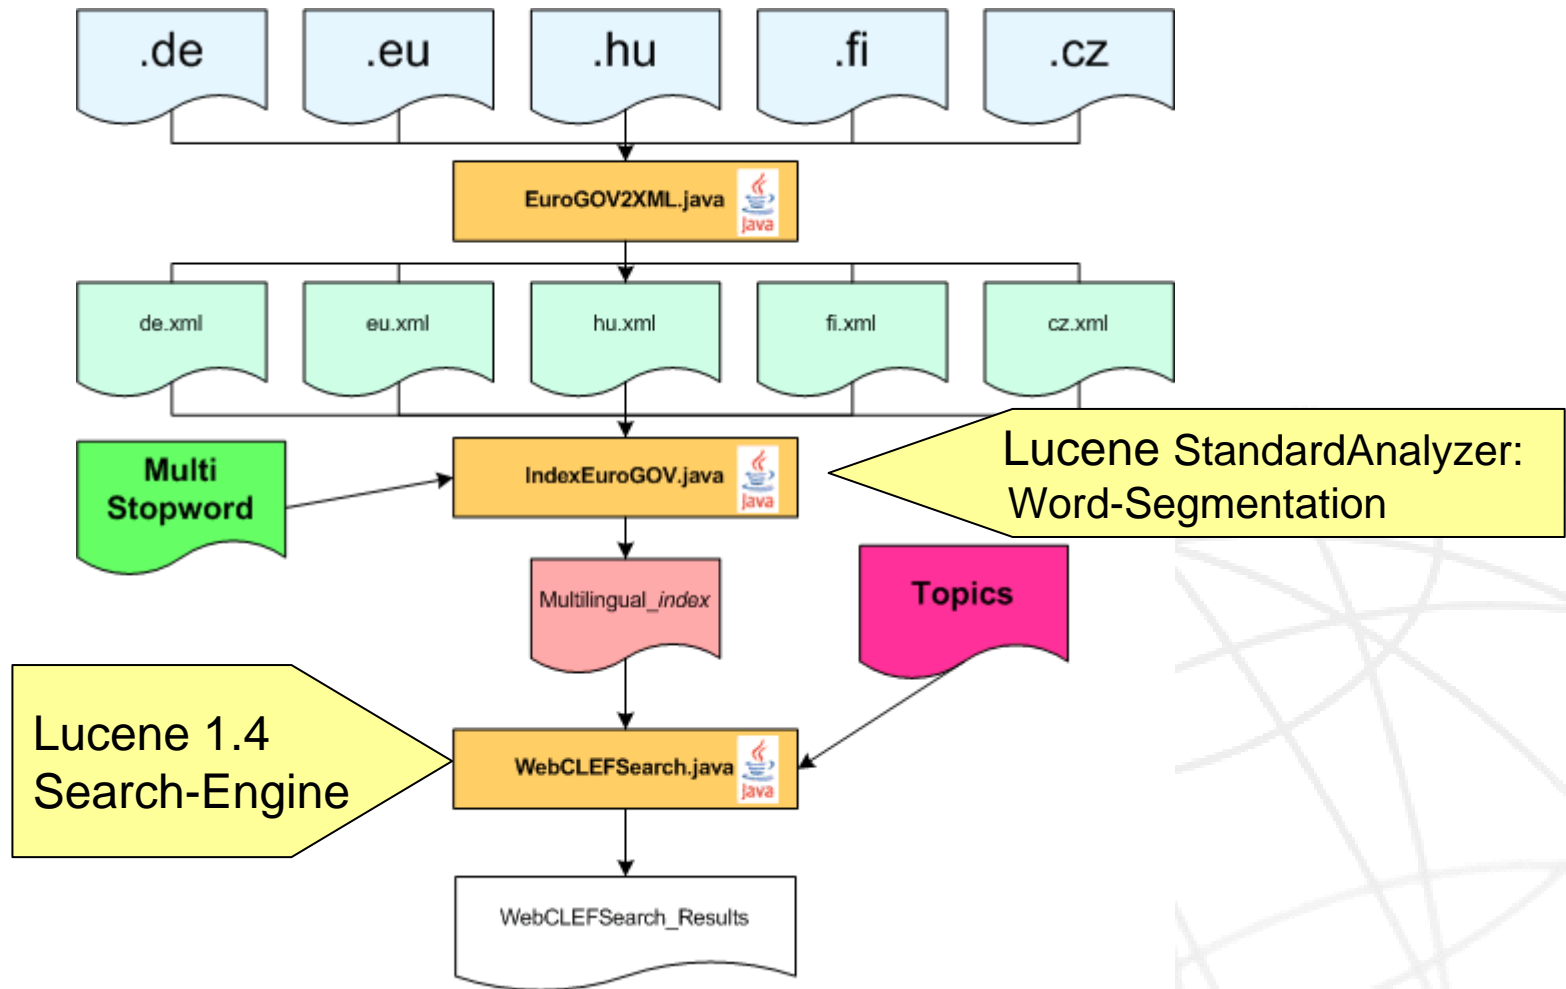 .de
.eu
.hu
.fi
.cz
EuroGOV2XML.java
Java
de.xml
eu.xml
hu.xml
fi.xml
cz.xml
Multi
Stopword
IndexEuroGOV.java
Java
Lucene StandardAnalyzer:
Word-Segmentation
Multilingual_index
Topics
Lucene 1.4
Search-Engine
WebCLEFSearch.java
Java
WebCLEFSearch_Results